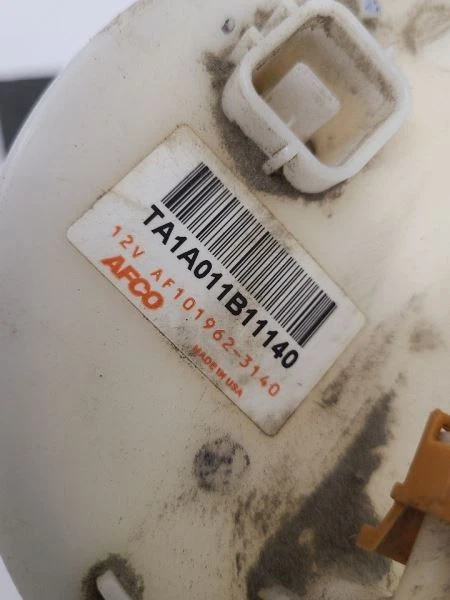 TA1A011B11140
12V AF101962-3140
AFCO
MADE IN USA